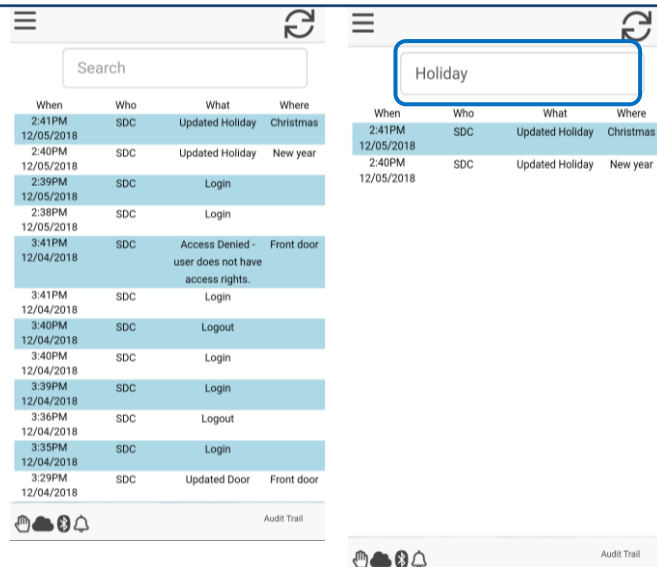 Search
When Who What Where
2:41PM SDC Updated Holiday Christmas
12/05/2018
2:40PM SDC Updated Holiday New year
12/05/2018
2:39PM SDC Login
12/05/2018
2:38PM SDC Login
12/05/2018
3:41PM SDC Access Denied - Front door
12/04/2018 user does not have
access rights.
3:41PM SDC Login
12/04/2018
3:40PM SDC Logout
12/04/2018
3:40PM SDC Login
12/04/2018
3:39PM SDC Login
12/04/2018
3:36PM SDC Logout
12/04/2018
3:35PM SDC Login
12/04/2018
3:29PM SDC Updated Door Front door
12/04/2018
Audit Trail
Holiday
When Who What Where
2:41PM SDC Updated Holiday Christmas
12/05/2018
2:40PM SDC Updated Holiday New year
12/05/2018
Audit Trail